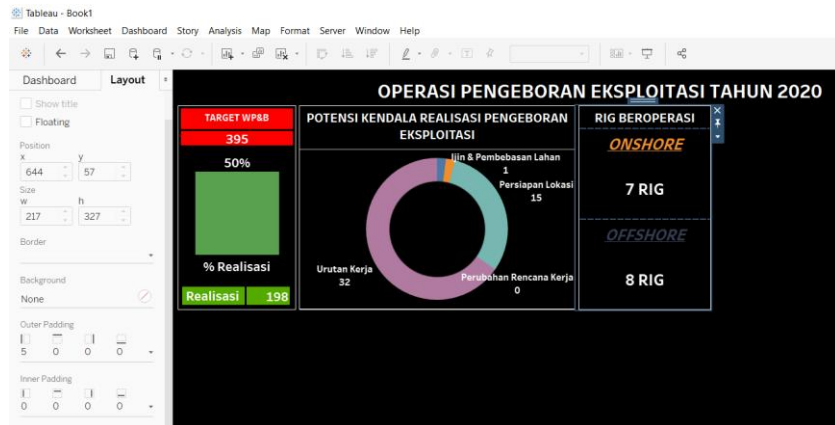 Tableau - Book1
File Data Worksheet Dashboard Story Analysis Map Format Server Window Help
Dashboard Layout
Show title
Floating
Position
x y
644 57
Size
w h
217 327
Border
Background
None
Outer Padding
5 0 0 0
Inner Padding
0 0 0 0
OPERASI PENGEBORAN EKSPLOITASI TAHUN 2020
TARGET WP&B
395
50%
% Realisasi
Realisasi 198
POTENSI KENDALA REALISASI PENGEBORAN
EKSPLOITASI
Ijin & Pembebasan Lahan
1
Persiapan Lokasi
15
Urutan Kerja
32
Perubahan Rencana Kerja
0
RIG BEROPERASI
ONSHORE
7 RIG
OFFSHORE
8 RIG